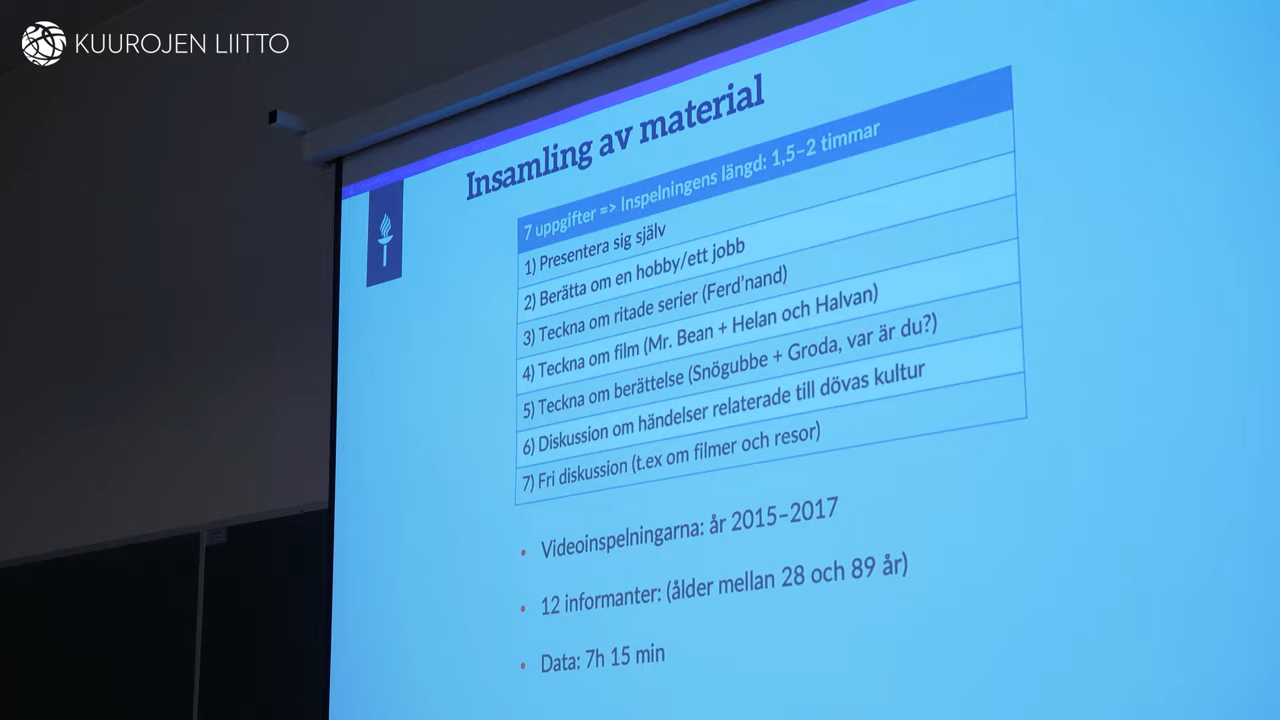 KUUROJEN LIITTO
Insamling av material
7 uppgifter => Inspelningens längd: 1,5–2 timmar
1) Presentera sig själv
2) Berätta om en hobby/ett jobb
3) Teckna om ritade serier (Ferd'nand)
4) Teckna om film (Mr. Bean + Helan och Halvan)
5) Teckna om berättelse (Snögubbe + Groda, var är du?)
6) Diskussion om händelser relaterade till dövas kultur
7) Fri diskussion (t.ex om filmer och resor)
• Videoinspelningarna: år 2015–2017
• 12 informanter: (ålder mellan 28 och 89 år)
• Data: 7h 15 min